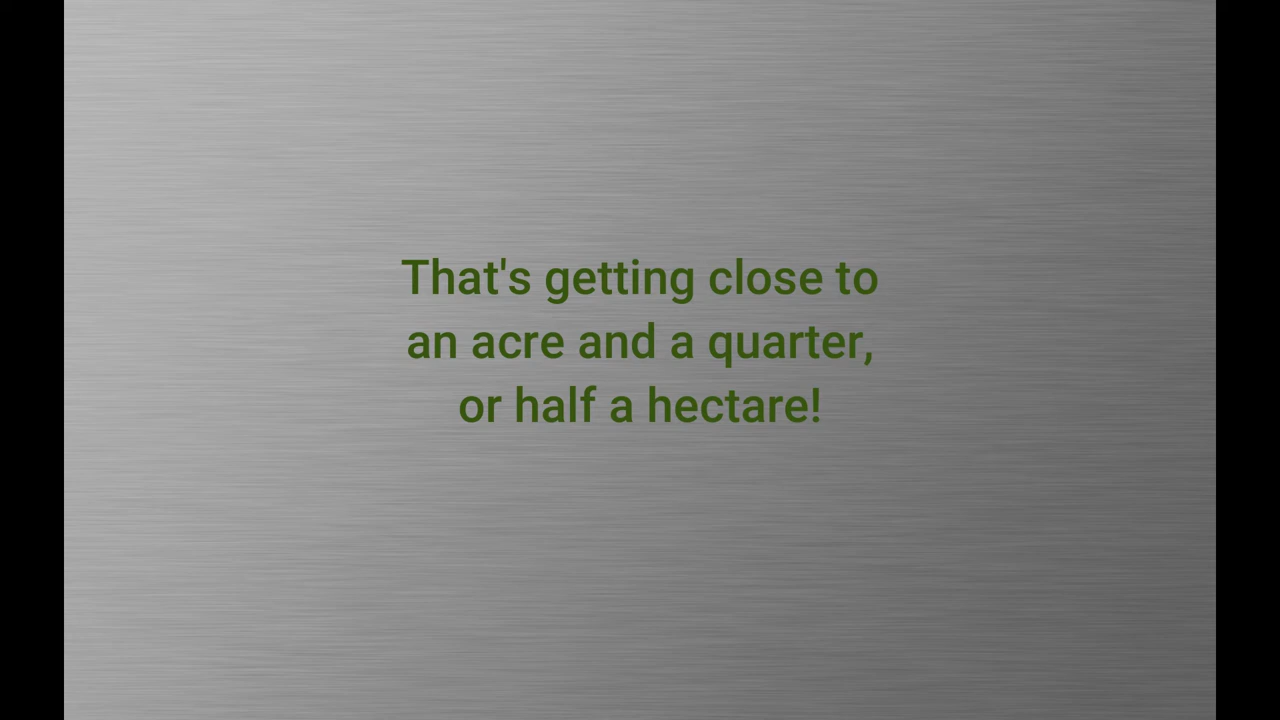 That's getting close to
an acre and a quarter,
or half a hectare!